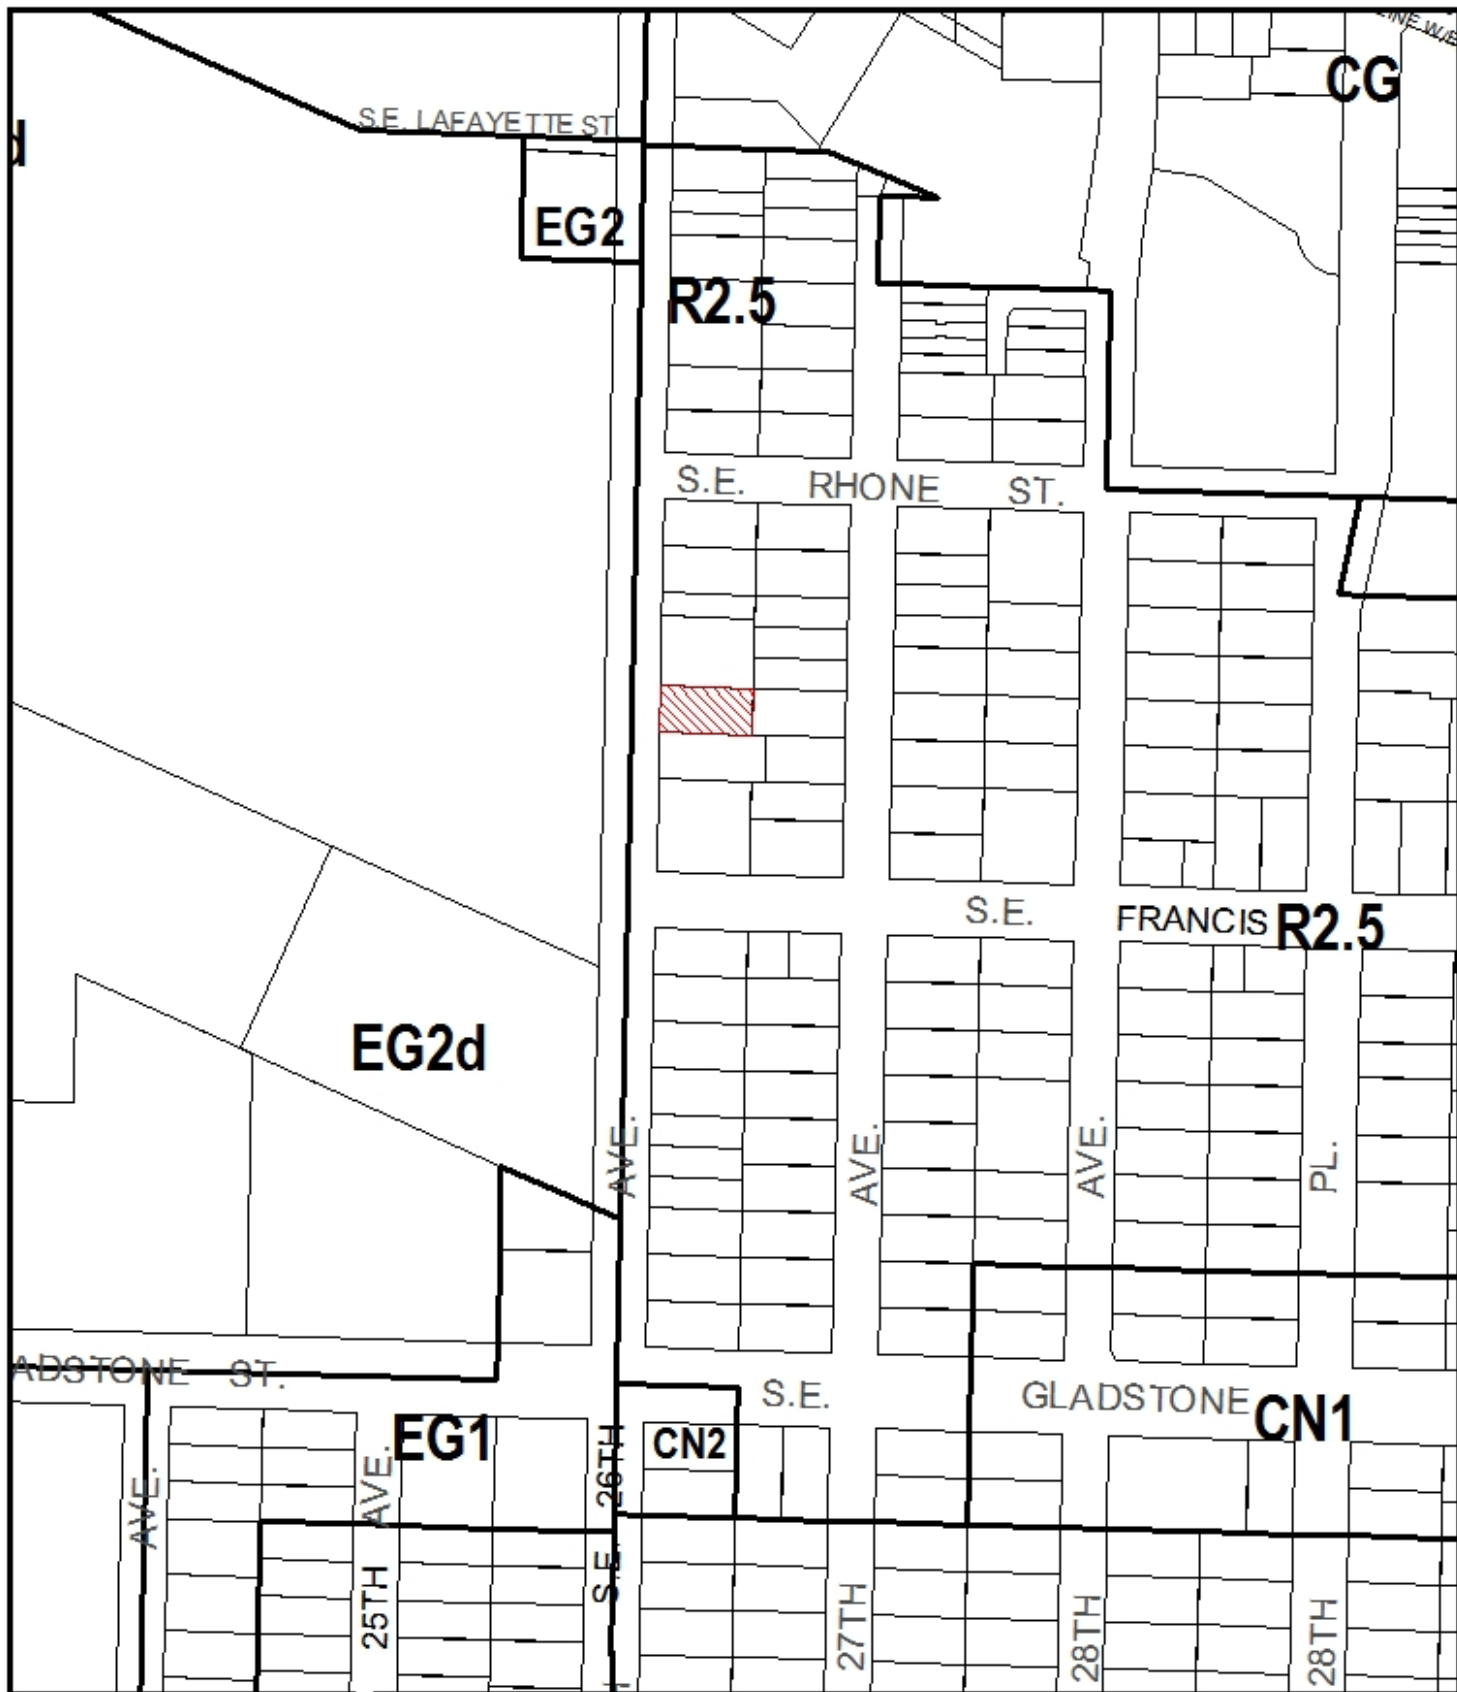 LINE W/E
CG
S.E. LAFAYETTE ST.
d
EG2
R2.5
S.E. RHONE ST.
S.E. FRANCIS
R2.5
EG2d
AVE.
AVE.
AVE.
PL.
ADSTONE ST.
S.E. GLADSTONE
CN1
EG1
CN2
AVE.
AVE.
25TH
S.E. 26TH
27TH
28TH
28TH